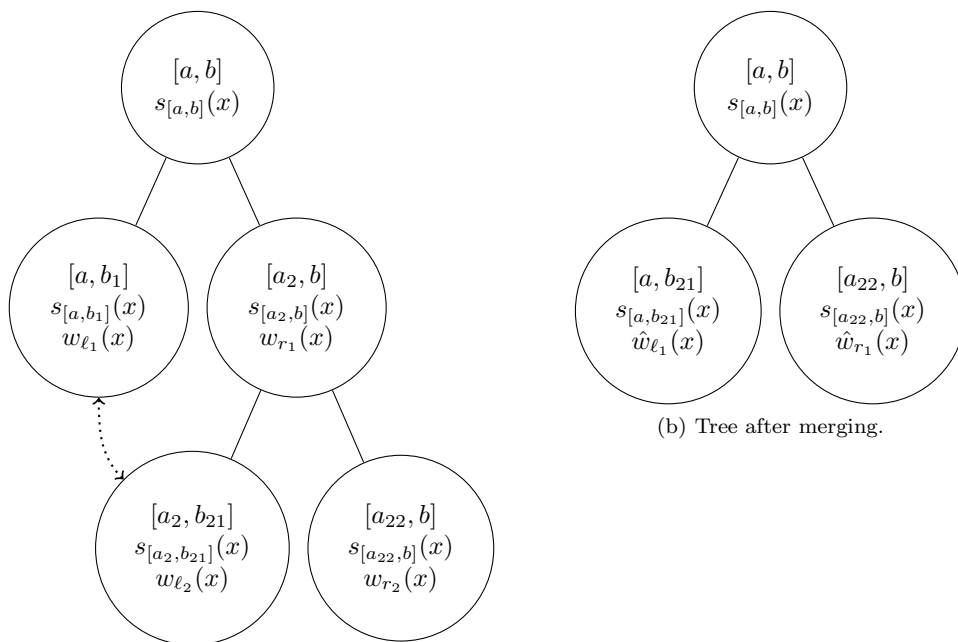 [a, b]
s_{[a,b]}(x)
[a, b_1]
s_{[a,b_1]}(x)
w_{ℓ_1}(x)
[a_2, b]
s_{[a_2,b]}(x)
w_{r_1}(x)
[a_2, b_{21}]
s_{[a_2,b_{21}]}(x)
w_{ℓ_2}(x)
[a_{22}, b]
s_{[a_{22},b]}(x)
w_{r_2}(x)
[a, b]
s_{[a,b]}(x)
[a, b_{21}]
s_{[a,b_{21}]}(x)
ŵ_{ℓ_1}(x)
[a_{22}, b]
s_{[a_{22},b]}(x)
ŵ_{r_1}(x)
(b) Tree after merging.